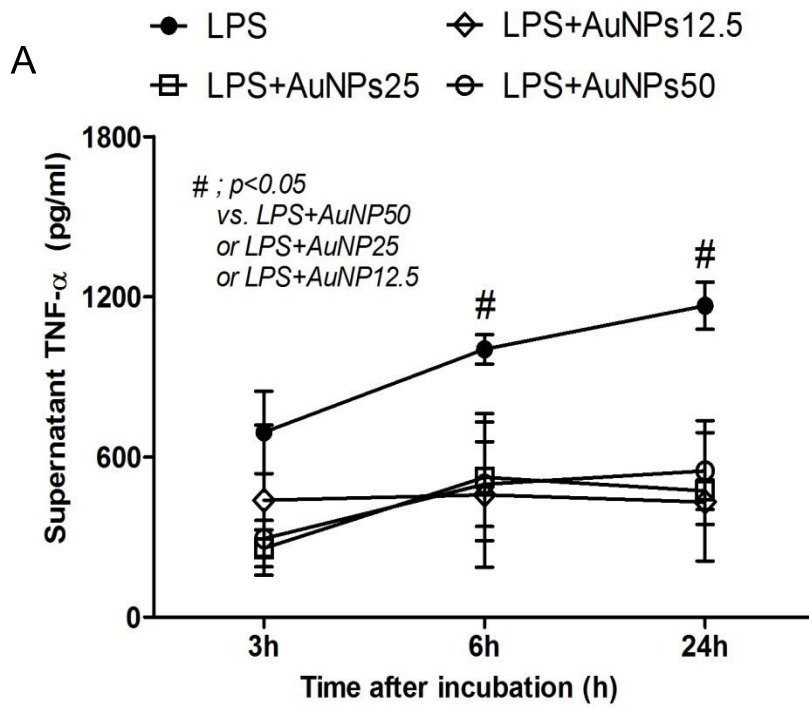 A
LPS
LPS+AuNPs12.5
LPS+AuNPs25
LPS+AuNPs50
Supernatant TNF-α (pg/ml)
1800
1200
600
0
# ; p<0.05
vs. LPS+AuNP50
or LPS+AuNP25
or LPS+AuNP12.5
#
#
3h
6h
24h
Time after incubation (h)